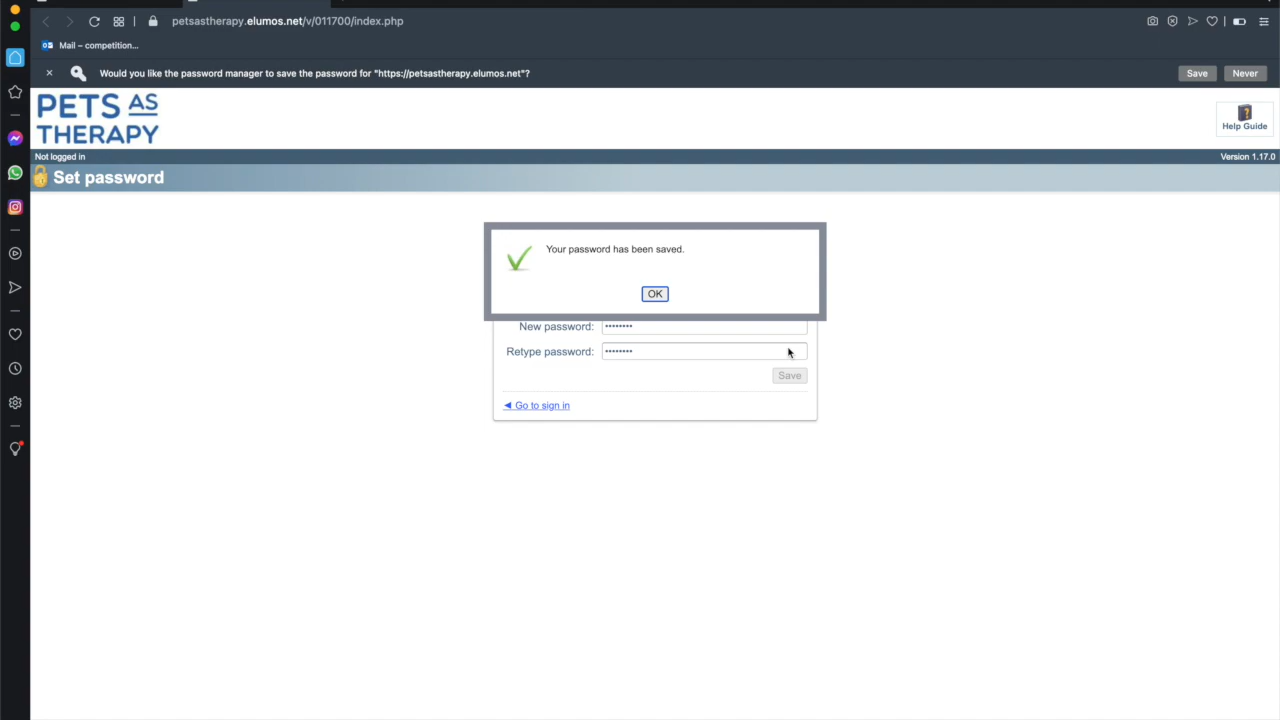 petsastherapy.elumos.net/v/011700/index.php
Mail – competition...
Would you like the password manager to save the password for "https://petsastherapy.elumos.net"?
Save
Never
PETS AS
THERAPY
Help Guide
Not logged in
Version 1.17.0
Set password
Your password has been saved.
OK
New password: ••••••••
Retype password: ••••••••
Save
◄ Go to sign in